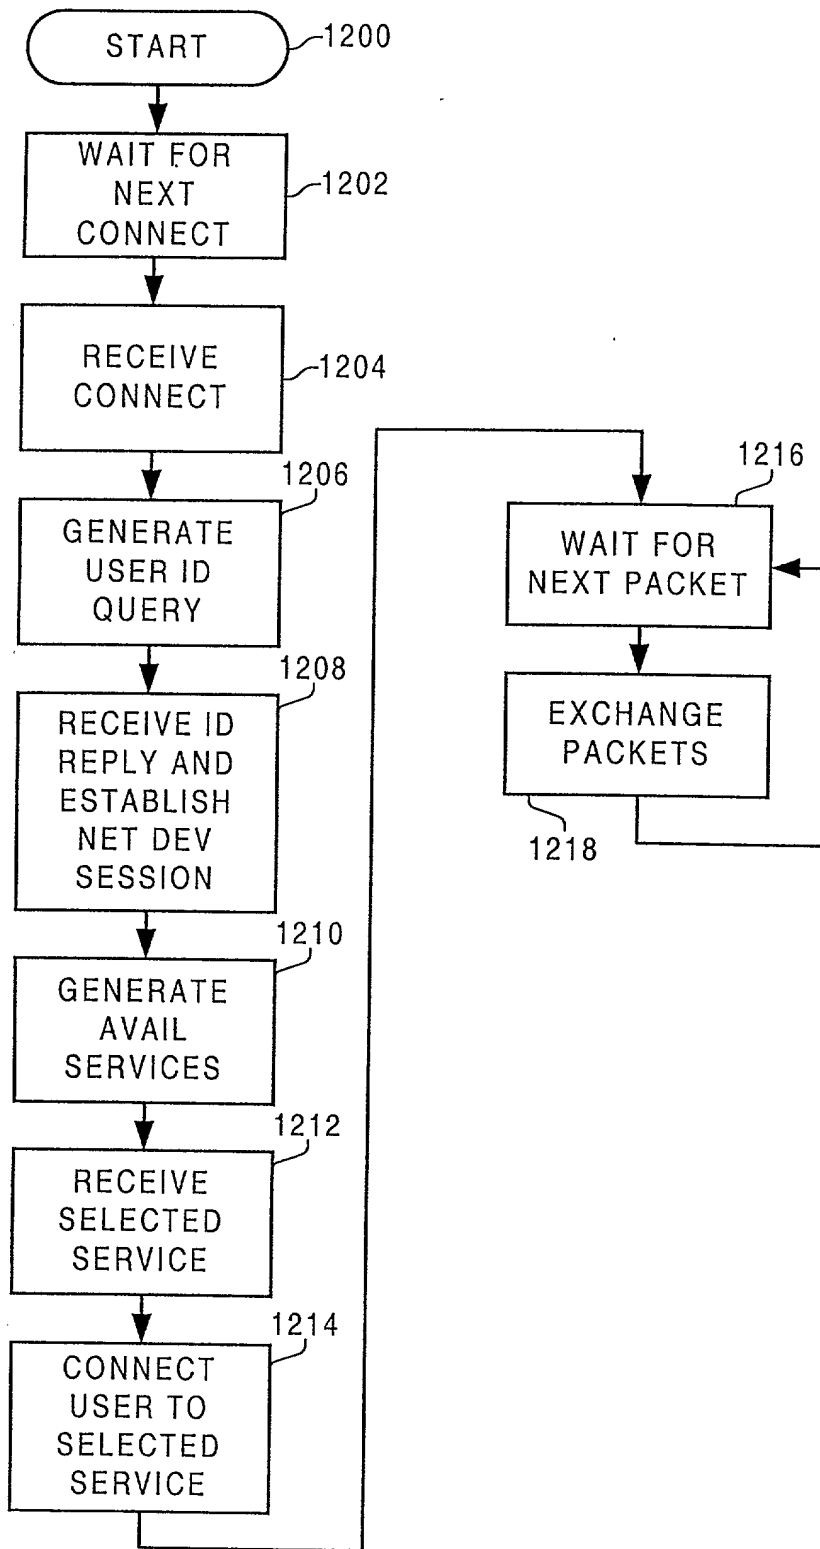 START
1200
WAIT FOR
NEXT
CONNECT
1202
RECEIVE
CONNECT
1204
1206
GENERATE
USER ID
QUERY
1208
RECEIVE ID
REPLY AND
ESTABLISH
NET DEV
SESSION
1210
GENERATE
AVAIL
SERVICES
1212
RECEIVE
SELECTED
SERVICE
1214
CONNECT
USER TO
SELECTED
SERVICE
1216
WAIT FOR
NEXT PACKET
EXCHANGE
PACKETS
1218